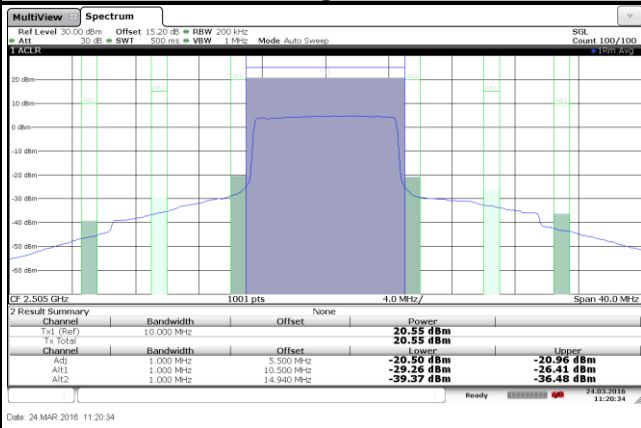 MultiView Spectrum
Ref Level 30.00 dBm Offset 15.20 dB RBW 200 kHz SGL
Att 30 dB SWT 500 ms VBW 1 MHz Mode Auto Sweep Count 100/100
1 ACLR 1Rm Avg
20 dBm
10 dBm
0 dBm
-10 dBm
-20 dBm
-30 dBm
-40 dBm
-50 dBm
-60 dBm
CF 2.505 GHz 1001 pts 4.0 MHz/ Span 40.0 MHz
2 Result Summary None
Channel Bandwidth Offset Power
Tx1 (Ref) 10.000 MHz 20.55 dBm
Tx Total 20.55 dBm
Channel Bandwidth Offset Lower Upper
Adj 1.000 MHz 5.500 MHz -20.50 dBm -20.96 dBm
Alt1 1.000 MHz 10.500 MHz -29.26 dBm -26.41 dBm
Alt2 1.000 MHz 14.940 MHz -39.37 dBm -36.48 dBm
Ready 24.03.2016
11:20:34
Date: 24.MAR.2016 11:20:34